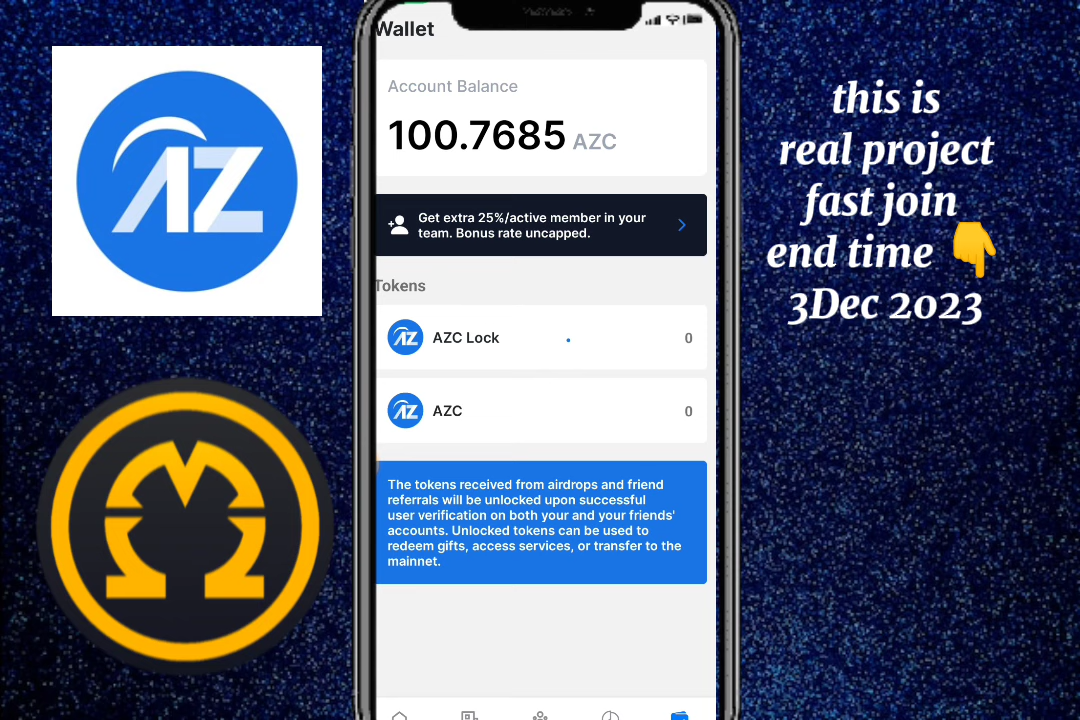 Wallet
Account Balance
100.7685 AZC
Get extra 25%/active member in your
team. Bonus rate uncapped.
Tokens
AZC Lock 0
AZC 0
The tokens received from airdrops and friend
referrals will be unlocked upon successful
user verification on both your and your friends'
accounts. Unlocked tokens can be used to
redeem gifts, access services, or transfer to the
mainnet.
AZ
this is
real project
fast join
end time 👇
3Dec 2023